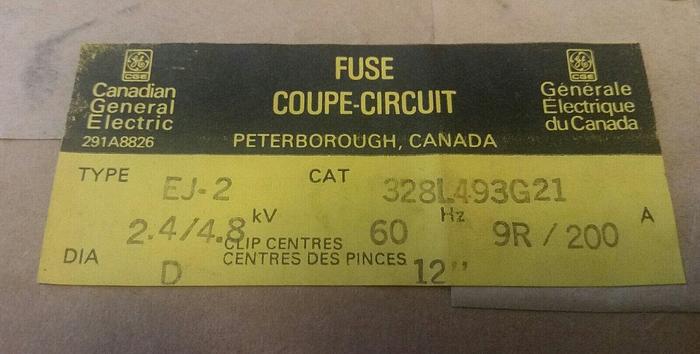 CGE
Canadian
General
Electric
291A8826
FUSE
COUPE-CIRCUIT
PETERBOROUGH, CANADA
CGE
Générale
Électrique
du Canada
TYPE EJ-2 CAT 328L493G21
2.4/4.8 kV 60 Hz 9R / 200 A
DIA D CLIP CENTRES
CENTRES DES PINCES 12"